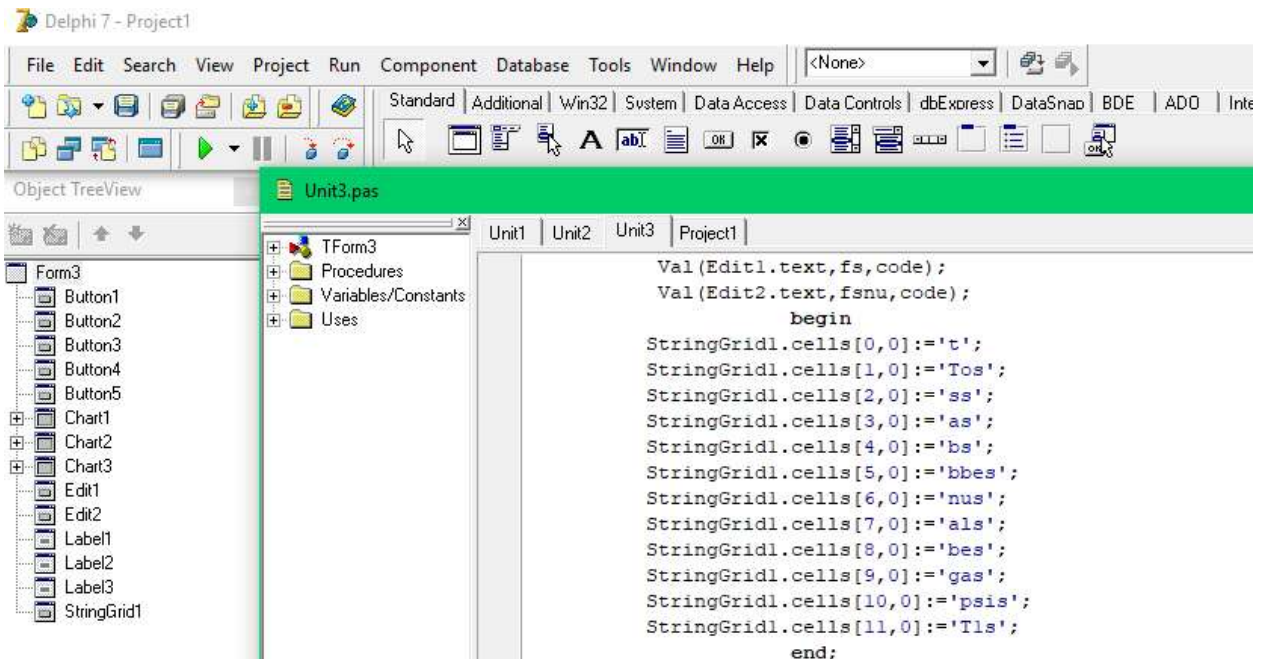 Delphi 7 - Project1
File Edit Search View Project Run Component Database Tools Window Help <None>
Standard Additional Win32 System Data Access Data Controls dbExpress DataSnap BDE ADO Inte
Object TreeView
Unit3.pas
Form3
Button1
Button2
Button3
Button4
Button5
Chart1
Chart2
Chart3
Edit1
Edit2
Label1
Label2
Label3
StringGrid1
TForm3
Procedures
Variables/Constants
Uses
Unit1 Unit2 Unit3 Project1
Val(Edit1.text,fs,code);
Val(Edit2.text,fsnu,code);
begin
StringGrid1.cells[0,0]:='t';
StringGrid1.cells[1,0]:='Tos';
StringGrid1.cells[2,0]:='ss';
StringGrid1.cells[3,0]:='as';
StringGrid1.cells[4,0]:='bs';
StringGrid1.cells[5,0]:='bbes';
StringGrid1.cells[6,0]:='nus';
StringGrid1.cells[7,0]:='als';
StringGrid1.cells[8,0]:='bes';
StringGrid1.cells[9,0]:='gas';
StringGrid1.cells[10,0]:='psis';
StringGrid1.cells[11,0]:='Tls';
end;